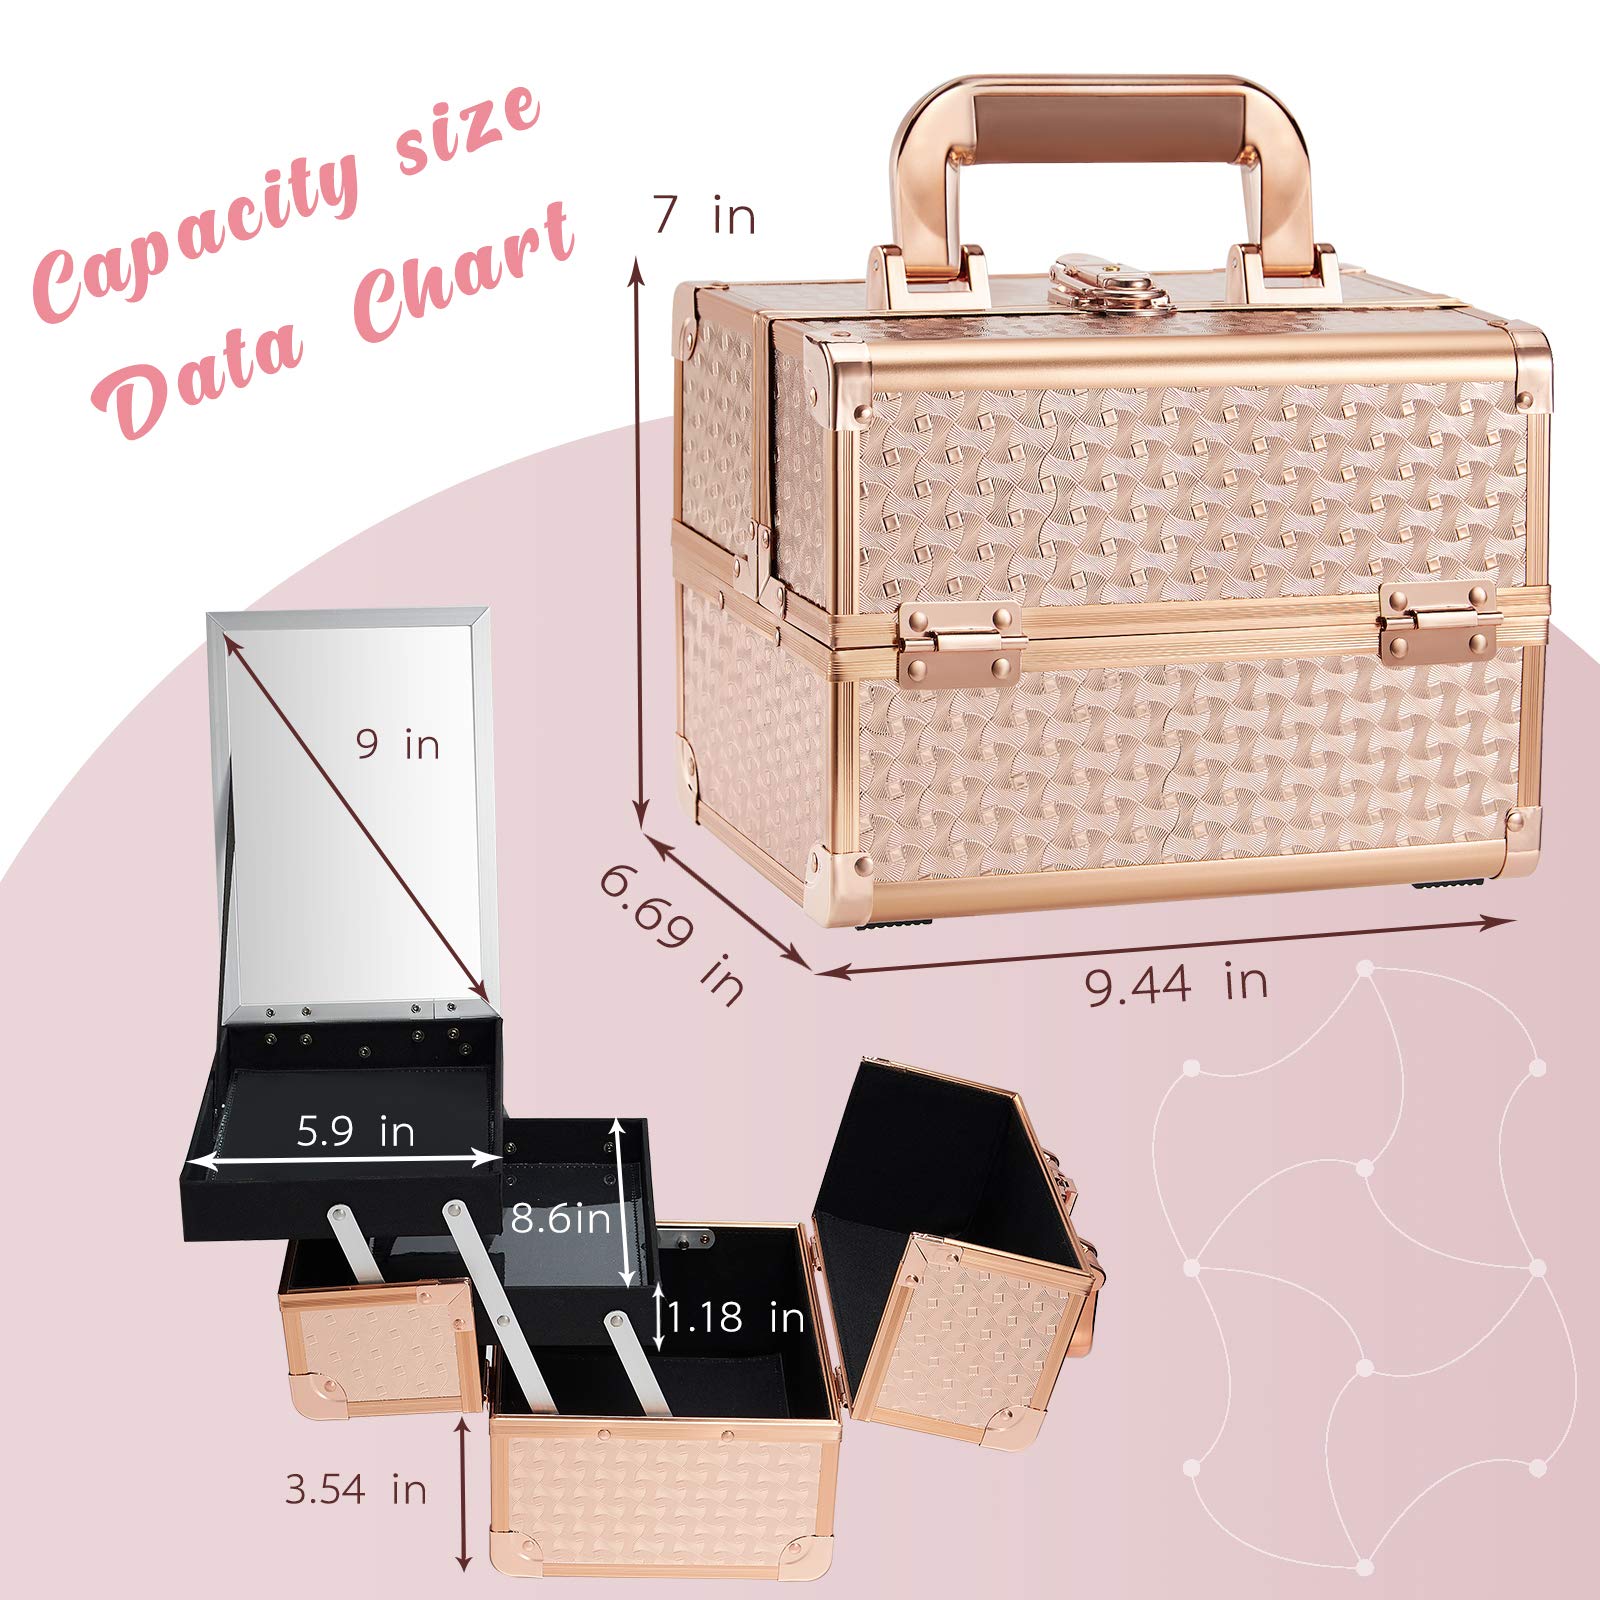 Capacity size
Data Chart
7 in
9 in
6.69 in
9.44 in
5.9 in
8.6in
1.18 in
3.54 in